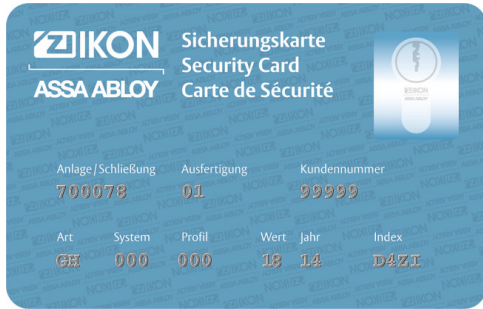 IKON
ASSA ABLOY
Sicherungskarte
Security Card
Carte de Sécurité
Anlage/Schließung Ausfertigung Kundennummer
700078 01 99999
Art System Profil Wert Jahr Index
GH 000 000 18 14 D4ZI